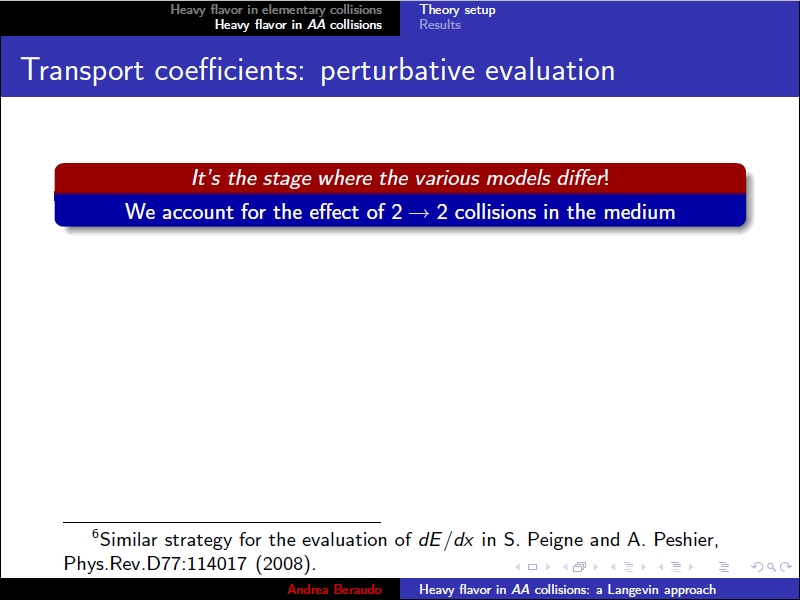 Heavy flavor in elementary collisions
Heavy flavor in AA collisions
Theory setup
Results
Transport coefficients: perturbative evaluation
It's the stage where the various models differ!
We account for the effect of 2 → 2 collisions in the medium
⁶Similar strategy for the evaluation of dE/dx in S. Peigne and A. Peshier,
Phys.Rev.D77:114017 (2008).
Andrea Beraudo
Heavy flavor in AA collisions: a Langevin approach